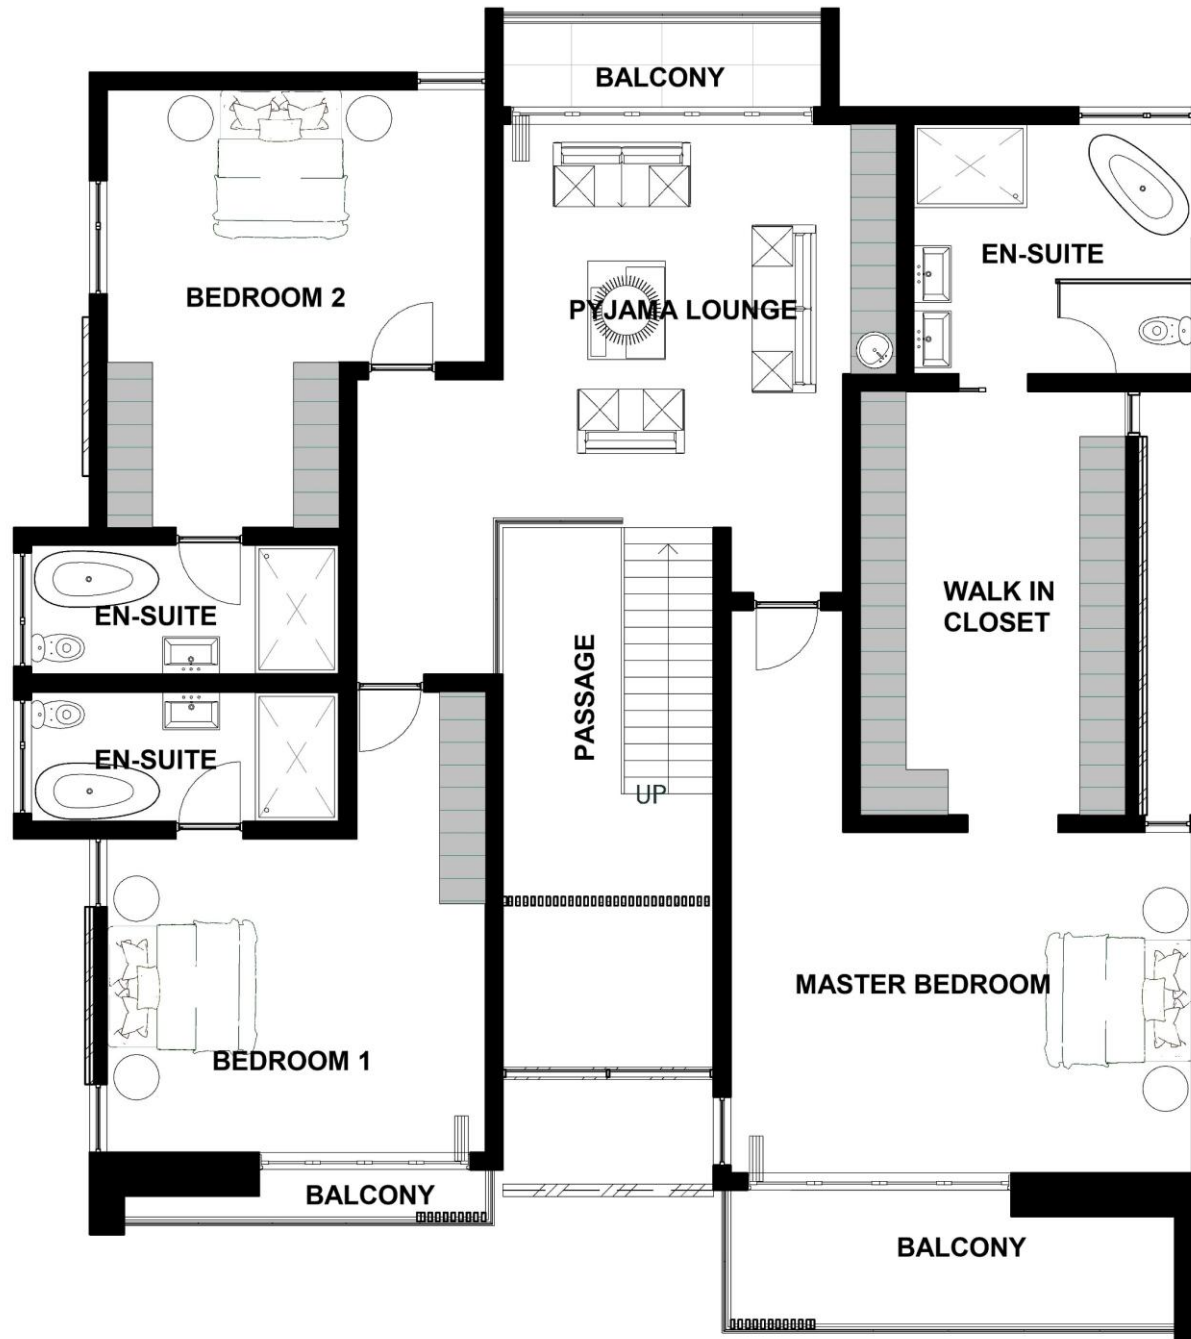 BALCONY
EN-SUITE
BEDROOM 2
PYJAMA LOUNGE
WALK IN
CLOSET
EN-SUITE
PASSAGE
EN-SUITE
UP
MASTER BEDROOM
BEDROOM 1
BALCONY
BALCONY